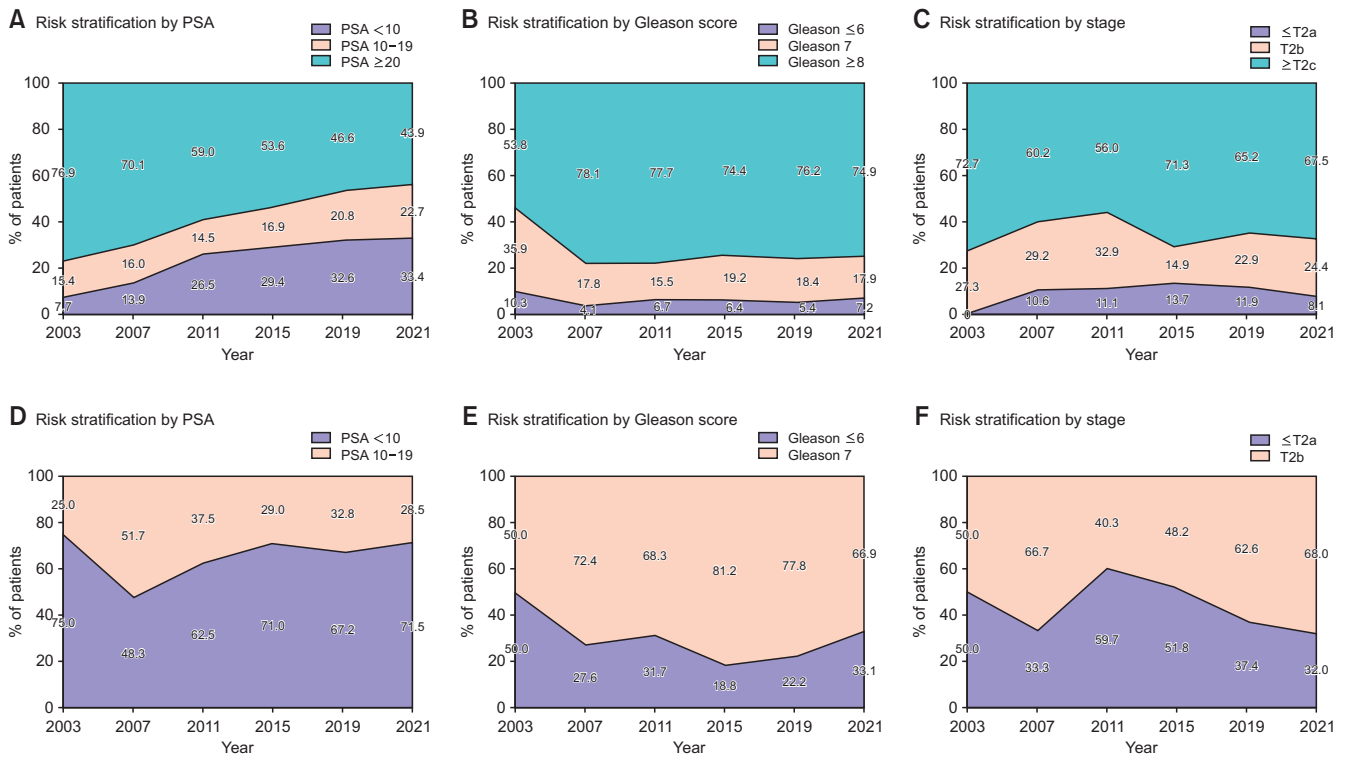 A Risk stratification by PSA
PSA <10
PSA 10–19
PSA ≥20
% of patients
100
80
60
40
20
0
76.9 70.1 59.0 53.6 46.6 43.9
15.4 16.0 14.5 16.9 20.8 22.7
7.7 13.9 26.5 29.4 32.6 33.4
2003 2007 2011 2015 2019 2021
Year
B Risk stratification by Gleason score
Gleason ≤6
Gleason 7
Gleason ≥8
% of patients
100
80
60
40
20
0
53.8 78.1 77.7 74.4 76.2 74.9
35.9 17.8 15.5 19.2 18.4 17.9
10.3 4.1 6.7 6.4 5.4 7.2
2003 2007 2011 2015 2019 2021
Year
C Risk stratification by stage
≤T2a
T2b
≥T2c
% of patients
100
80
60
40
20
0
72.7 60.2 56.0 71.3 65.2 67.5
27.3 29.2 32.9 14.9 22.9 24.4
0 10.6 11.1 13.7 11.9 8.1
2003 2007 2011 2015 2019 2021
Year
D Risk stratification by PSA
PSA <10
PSA 10–19
% of patients
100
80
60
40
20
0
25.0 51.7 37.5 29.0 32.8 28.5
75.0 48.3 62.5 71.0 67.2 71.5
2003 2007 2011 2015 2019 2021
Year
E Risk stratification by Gleason score
Gleason ≤6
Gleason 7
% of patients
100
80
60
40
20
0
50.0 72.4 68.3 81.2 77.8 66.9
50.0 27.6 31.7 18.8 22.2 33.1
2003 2007 2011 2015 2019 2021
Year
F Risk stratification by stage
≤T2a
T2b
% of patients
100
80
60
40
20
0
50.0 66.7 40.3 48.2 62.6 68.0
50.0 33.3 59.7 51.8 37.4 32.0
2003 2007 2011 2015 2019 2021
Year